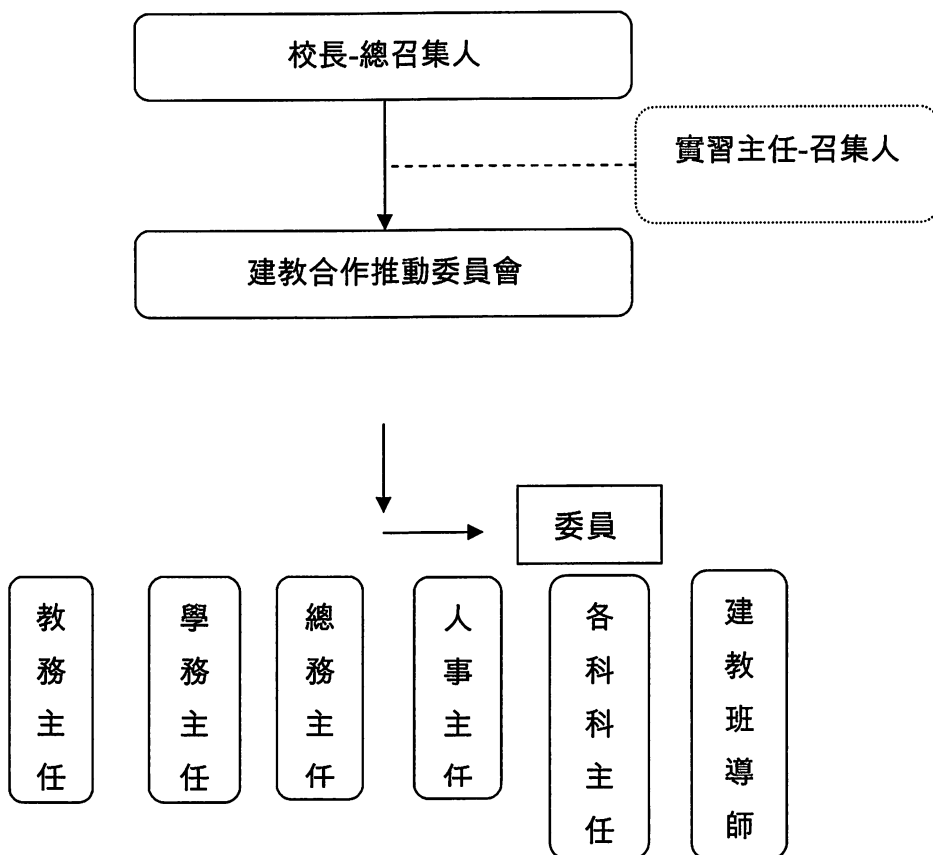 校長-總召集人
實習主任-召集人
建教合作推動委員會
委員
教務主任
學務主任
總務主仟
人事主仟
各科科主任
建教班導師